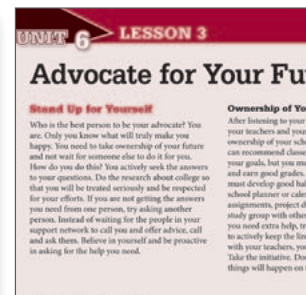 UNIT 6
LESSON 3
Advocate for Your Fu
Stand Up for Yourself
Who is the best person to be your advocate? You
are. Only you know what will truly make you
happy. You need to take ownership of your future
and not wait for someone else to do it for you.
How do you do this? You actively seek the answers
to your questions. Do the research about college so
that you will be treated seriously and be respected
for your efforts. If you are not getting the answers
you need from one person, try asking another
person. Instead of waiting for the people in your
support network to call you and offer advice, call
and ask them. Believe in yourself and be proactive
in asking for the help you need.
Ownership of Yo
After listening to your
your teachers and your
ownership of your scho
can recommend classe
your goals, but you mu
and earn good grades.
must develop good hal
school planner or caler
assignments, project d
study group with other
you need extra help, tr
to actively keep the lin
with your teachers, you
Take the initiative. Don
things will happen on